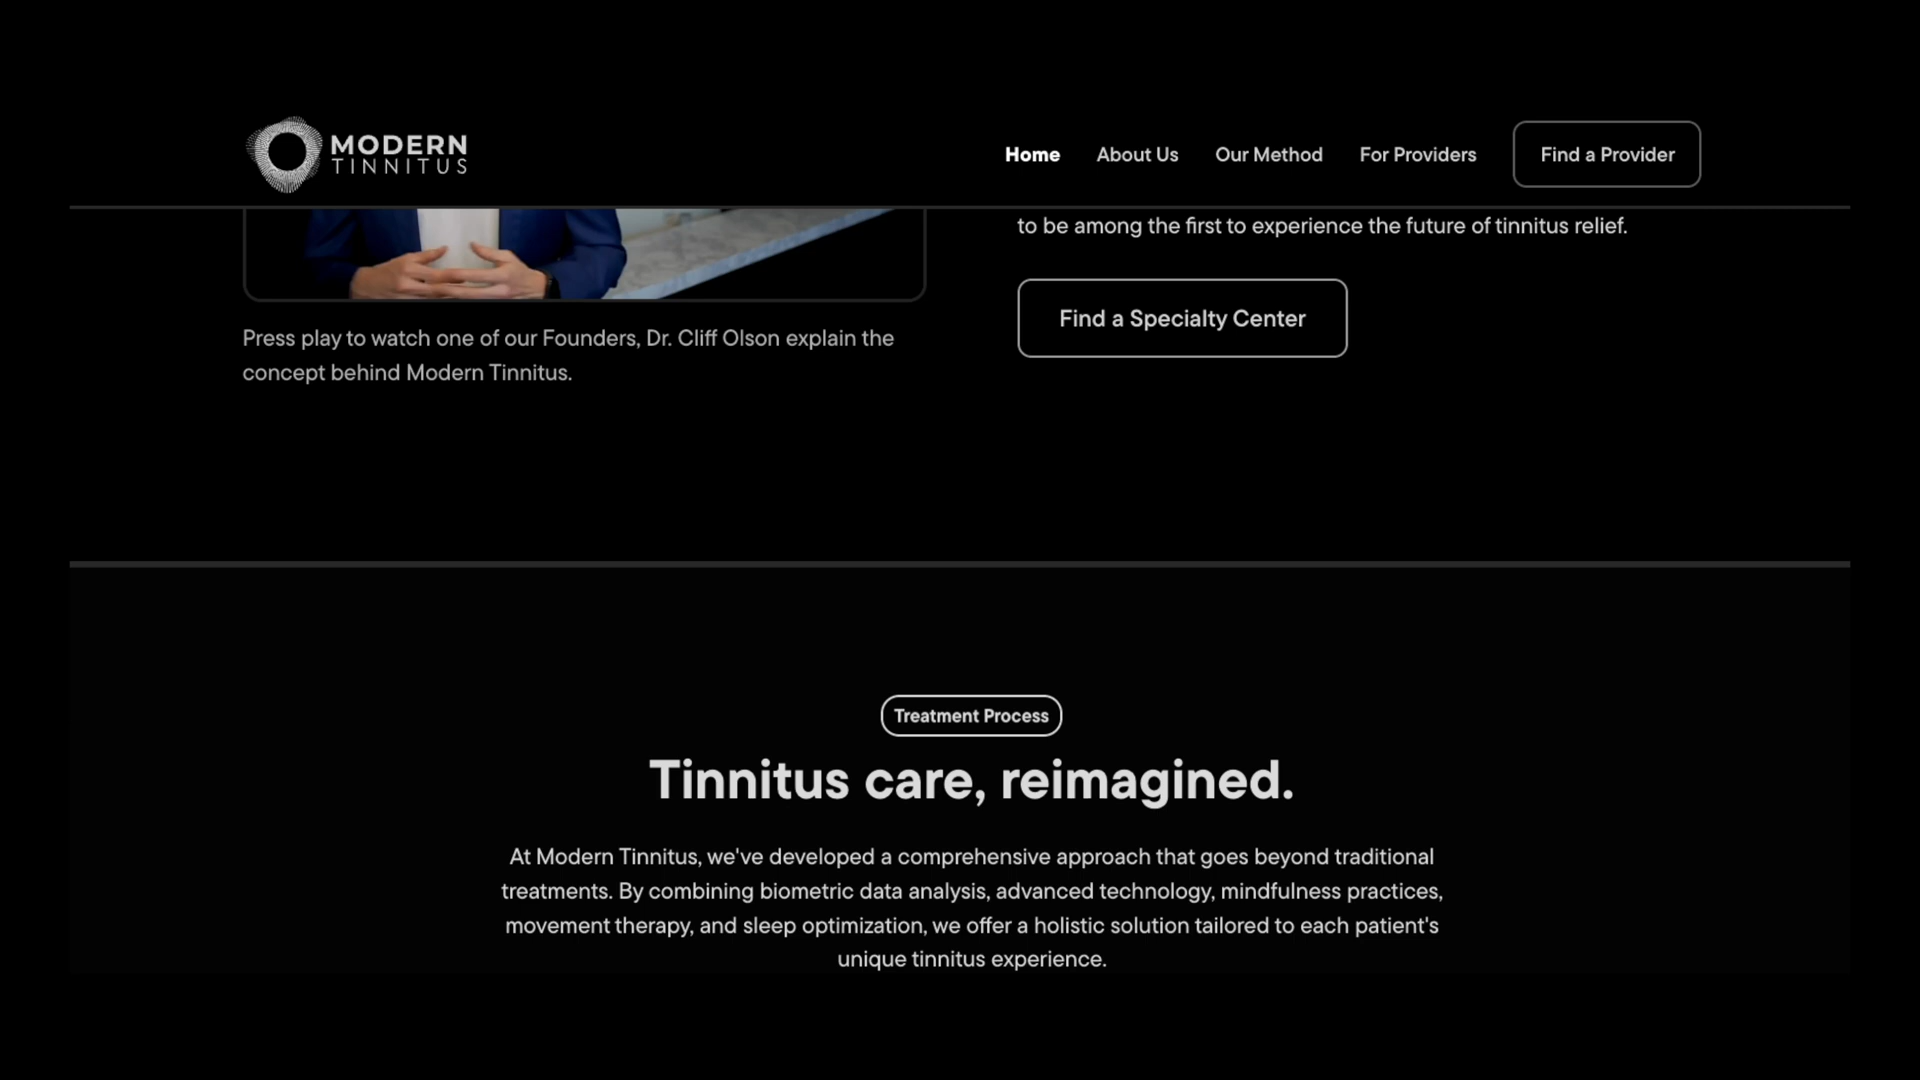 MODERN
TINNITUS
Home
About Us
Our Method
For Providers
Find a Provider
to be among the first to experience the future of tinnitus relief.
Find a Specialty Center
Press play to watch one of our Founders, Dr. Cliff Olson explain the
concept behind Modern Tinnitus.
Treatment Process
Tinnitus care, reimagined.
At Modern Tinnitus, we've developed a comprehensive approach that goes beyond traditional
treatments. By combining biometric data analysis, advanced technology, mindfulness practices,
movement therapy, and sleep optimization, we offer a holistic solution tailored to each patient's
unique tinnitus experience.